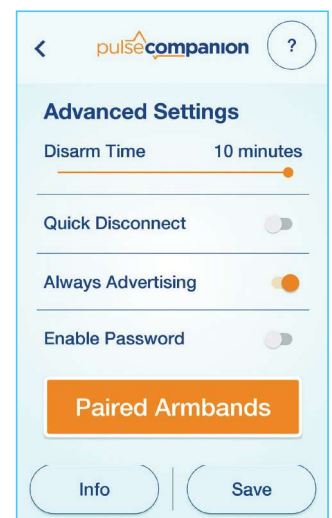 pulsecompanion ?
Advanced Settings
Disarm Time 10 minutes
Quick Disconnect
Always Advertising
Enable Password
Paired Armbands
Info Save